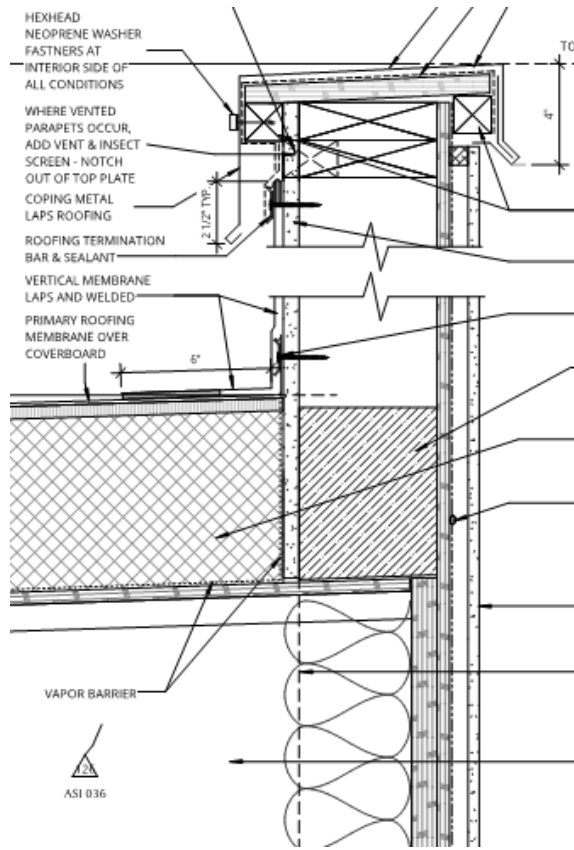 HEXHEAD
NEOPRENE WASHER
FASTNERS AT
INTERIOR SIDE OF
ALL CONDITIONS
TO
4"
WHERE VENTED
PARAPETS OCCUR,
ADD VENT & INSECT
SCREEN - NOTCH
OUT OF TOP PLATE
COPING METAL
LAPS ROOFING
2 1/2" TYP.
ROOFING TERMINATION
BAR & SEALANT
VERTICAL MEMBRANE
LAPS AND WELDED
PRIMARY ROOFING
MEMBRANE OVER
COVERBOARD
6"
VAPOR BARRIER
126
ASI 036